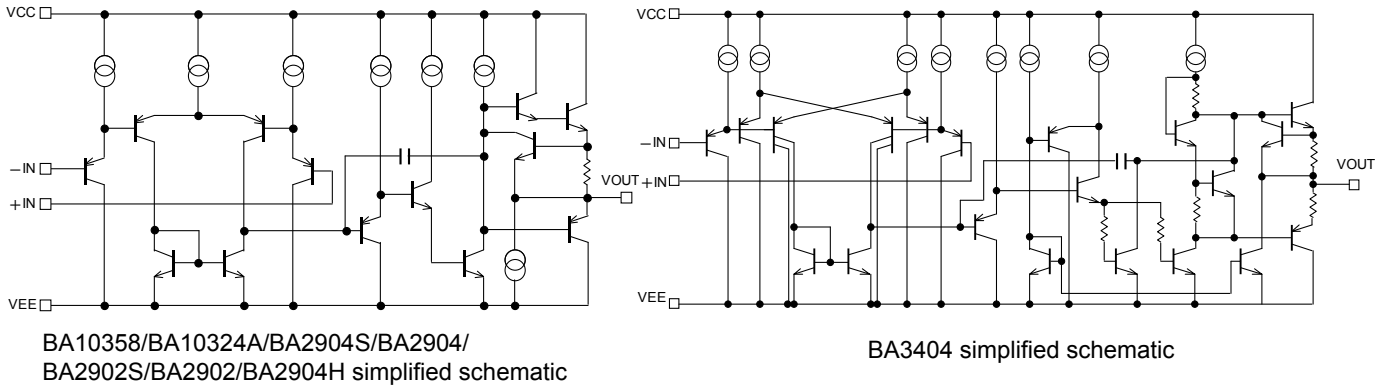 VCC
−IN
+IN
VOUT
VEE
BA10358/BA10324A/BA2904S/BA2904/
BA2902S/BA2902/BA2904H simplified schematic
VCC
−IN
+IN
VOUT
VEE
BA3404 simplified schematic